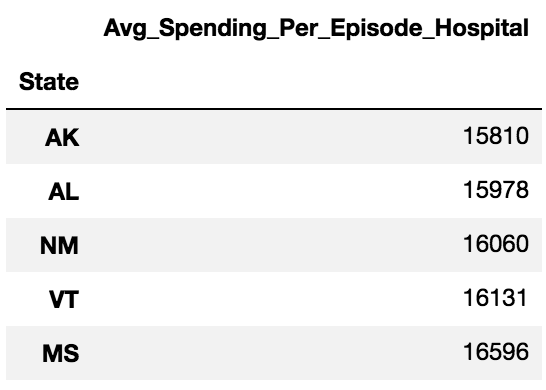 Avg_Spending_Per_Episode_Hospital
State
AK 15810
AL 15978
NM 16060
VT 16131
MS 16596